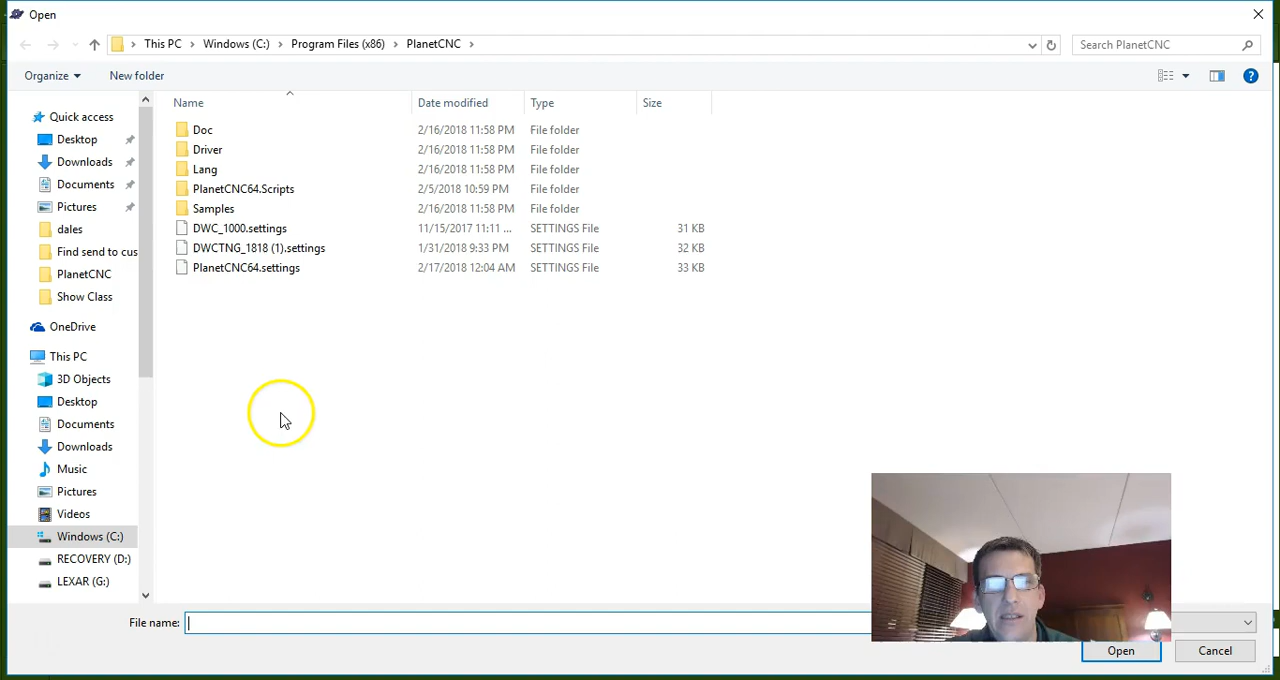 Open
This PC > Windows (C:) > Program Files (x86) > PlanetCNC >
Search PlanetCNC
Organize
New folder
Name
Date modified
Type
Size
Quick access
Desktop
Downloads
Documents
Pictures
dales
Find send to cus
PlanetCNC
Show Class
OneDrive
This PC
3D Objects
Desktop
Documents
Downloads
Music
Pictures
Videos
Windows (C:)
RECOVERY (D:)
LEXAR (G:)
Doc 2/16/2018 11:58 PM File folder
Driver 2/16/2018 11:58 PM File folder
Lang 2/16/2018 11:58 PM File folder
PlanetCNC64.Scripts 2/5/2018 10:59 PM File folder
Samples 2/16/2018 11:58 PM File folder
DWC_1000.settings 11/15/2017 11:11 ... SETTINGS File 31 KB
DWCTNG_1818 (1).settings 1/31/2018 9:33 PM SETTINGS File 32 KB
PlanetCNC64.settings 2/17/2018 12:04 AM SETTINGS File 33 KB
File name:
Open
Cancel